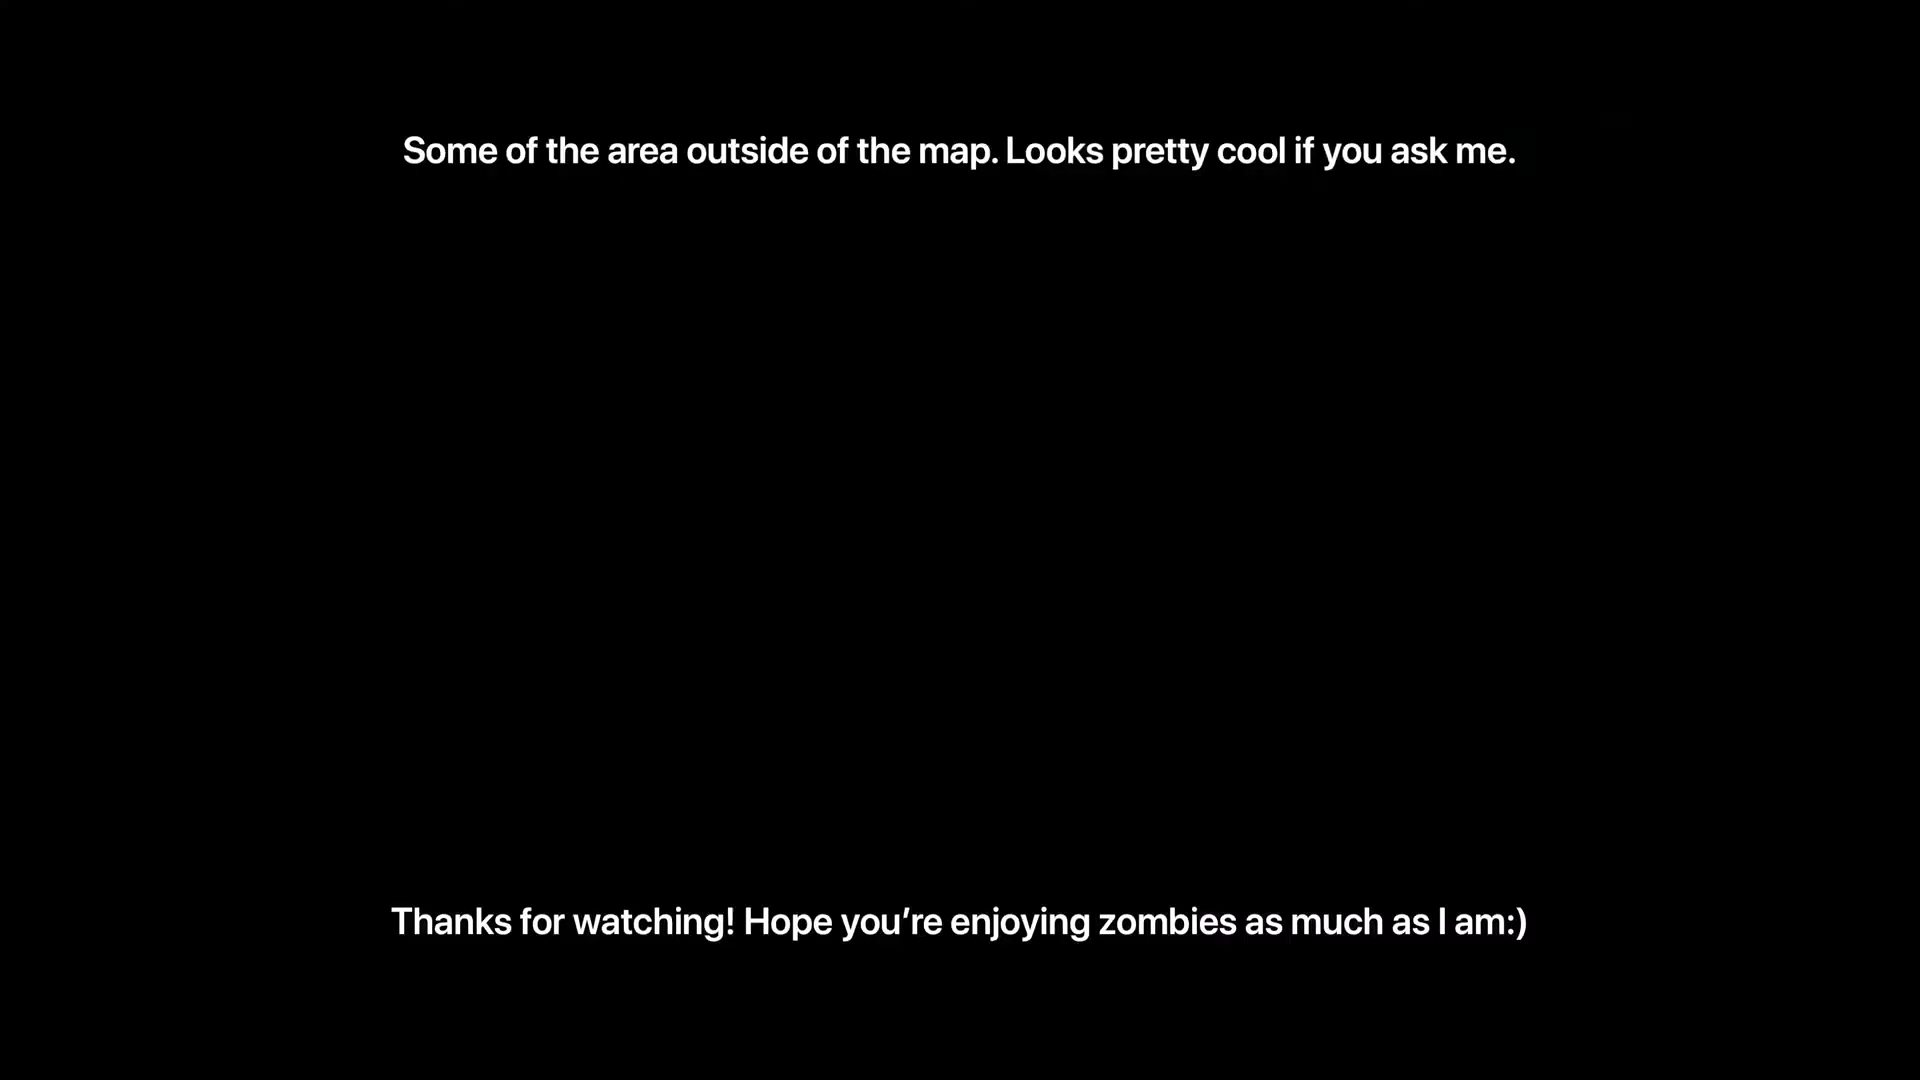 Some of the area outside of the map. Looks pretty cool if you ask me.
Thanks for watching! Hope you’re enjoying zombies as much as I am:)